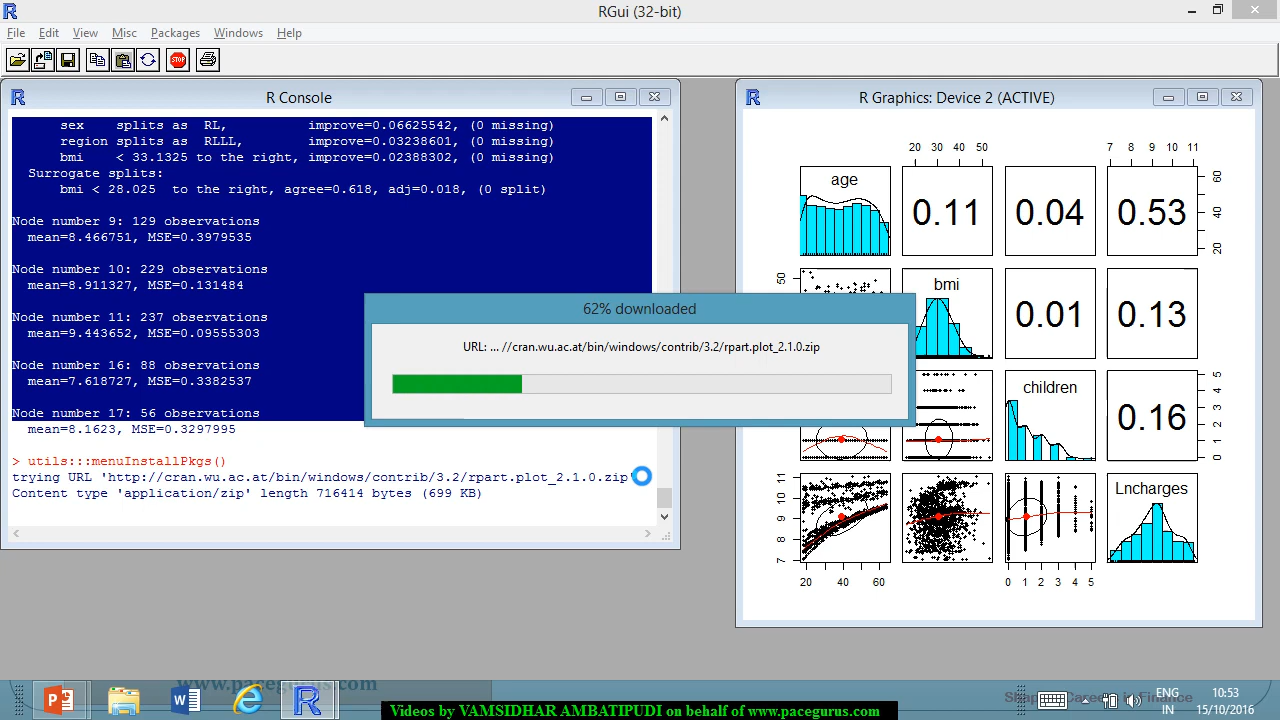 RGui (32-bit)
File Edit View Misc Packages Windows Help
STOP
R Console
sex splits as RL, improve=0.06625542, (0 missing)
region splits as RLLL, improve=0.03238601, (0 missing)
bmi < 33.1325 to the right, improve=0.02388302, (0 missing)
Surrogate splits:
bmi < 28.025 to the right, agree=0.618, adj=0.018, (0 split)
Node number 9: 129 observations
mean=8.466751, MSE=0.3979535
Node number 10: 229 observations
mean=8.911327, MSE=0.131484
Node number 11: 237 observations
mean=9.443652, MSE=0.09555303
Node number 16: 88 observations
mean=7.618727, MSE=0.3382537
Node number 17: 56 observations
mean=8.1623, MSE=0.3297995
> utils:::menuInstallPkgs()
trying URL 'http://cran.wu.ac.at/bin/windows/contrib/3.2/rpart.plot_2.1.0.zip'
Content type 'application/zip' length 716414 bytes (699 KB)
62% downloaded
URL: ... //cran.wu.ac.at/bin/windows/contrib/3.2/rpart.plot_2.1.0.zip
R Graphics: Device 2 (ACTIVE)
20 30 40 50
7 8 9 10 11
age 0.11 0.04 0.53
20 40 60
50
bmi 0.01 0.13
children 0.16
0 1 2 3 4 5
Lncharges
7 8 9 10 11
20 40 60
0 1 2 3 4 5
www.pacegurus.com
ENG
IN
10:53
15/10/2016
Videos by VAMSIDHAR AMBATIPUDI on behalf of www.pacegurus.com